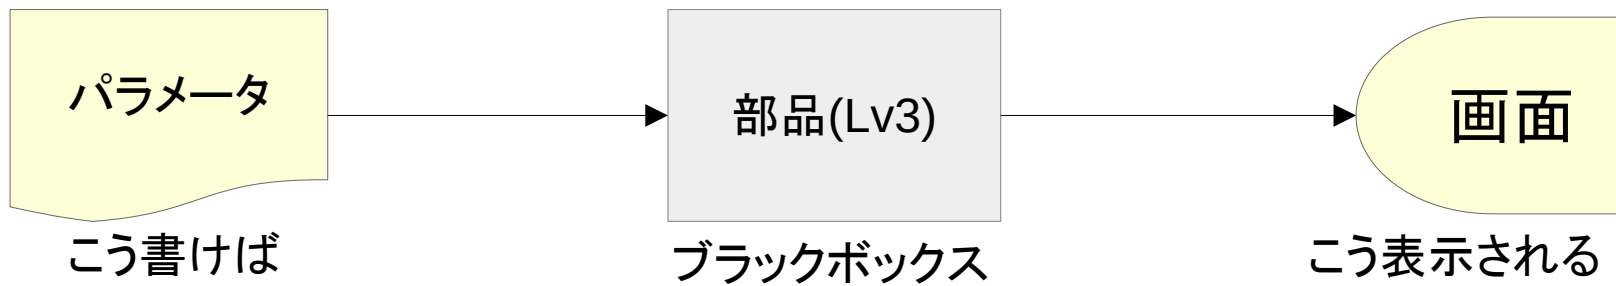 パラメータ
こう書けば
部品(Lv3)
ブラックボックス
画面
こう表示される